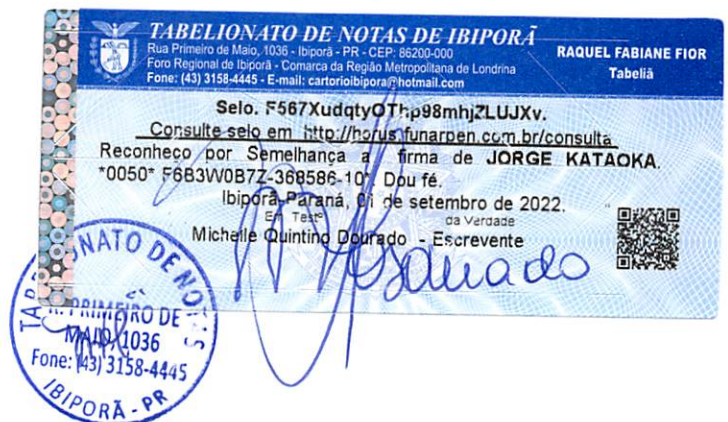 TABELIONATO DE NOTAS DE IBIPORÃ
Rua Primeiro de Maio, 1036 - Ibiporã - PR - CEP: 86200-000
Foro Regional de Ibiporã - Comarca da Região Metropolitana de Londrina
Fone: (43) 3158-4445 - E-mail: cartorioibipora@hotmail.com
RAQUEL FABIANE FIOR
Tabeliã
Selo. F567XudqtyOThp98mhjZLUJXv.
Consulte selo em http://horus.funarpen.com.br/consulta
Reconheço por Semelhança a firma de JORGE KATAOKA.
*0050* F6B3W0B7Z-368586-10* Dou fé.
Ibiporã-Paraná, 01 de setembro de 2022.
Em Testº da Verdade
Michelle Quintino Dourado - Escrevente
Dourado
TABELIONATO DE NOTAS
R. PRIMEIRO DE
MAIO, 1036
Fone: (43) 3158-4445
IBIPORÃ - PR